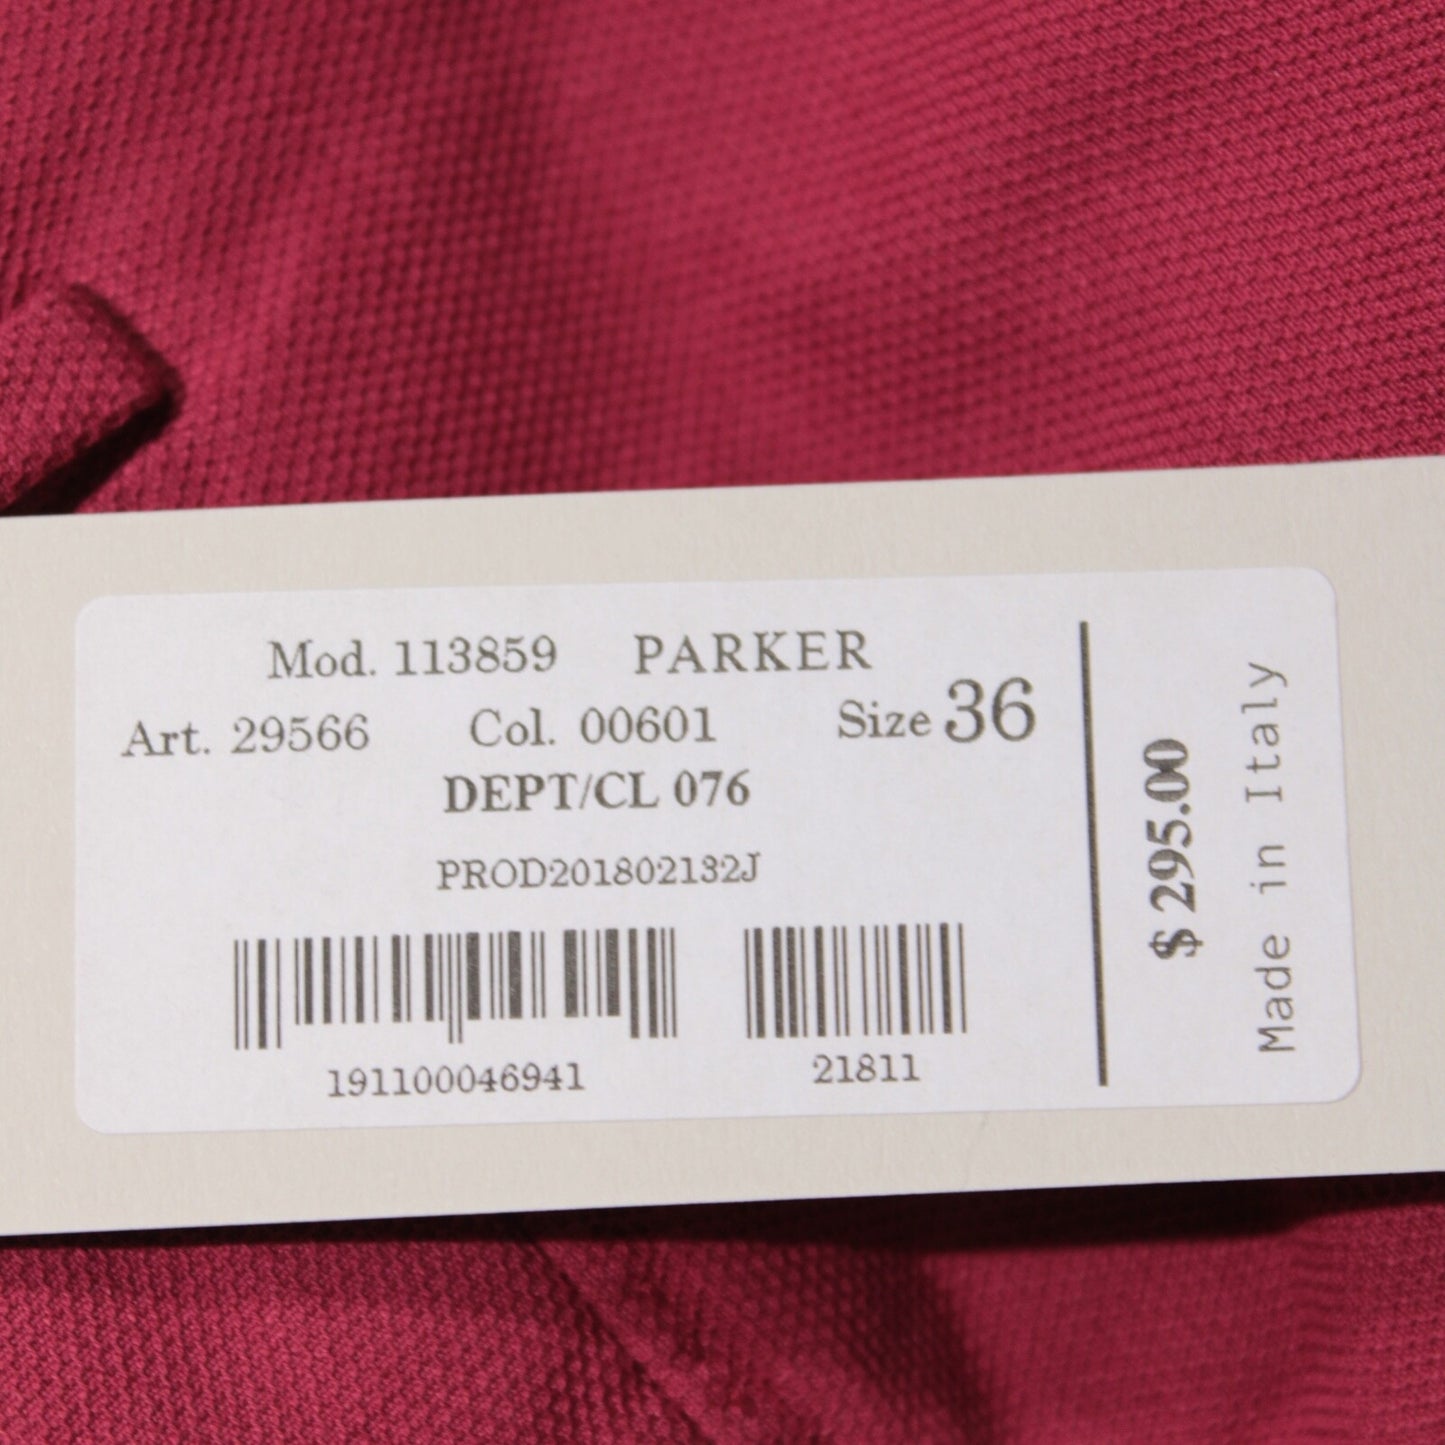 Mod. 113859 PARKER
Art. 29566 Col. 00601 Size 36
DEPT/CL 076
PROD201802132J
191100046941 21811
$ 295.00
Made in Italy